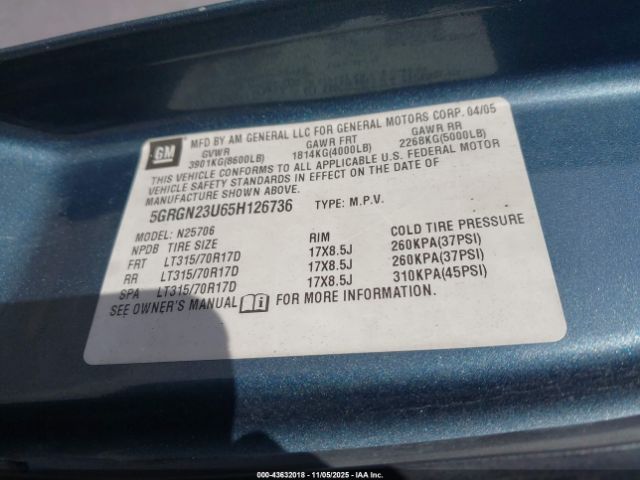 GM
MFD BY AM GENERAL LLC FOR GENERAL MOTORS CORP. 04/05
GVWR GAWR FRT GAWR RR
3901KG(8600LB) 1814KG(4000LB) 2268KG(5000LB)
THIS VEHICLE CONFORMS TO ALL APPLICABLE U.S. FEDERAL MOTOR
VEHICLE SAFETY STANDARDS IN EFFECT ON THE DATE OF
MANUFACTURE SHOWN ABOVE.
5GRGN23U65H126736 TYPE: M.P.V.
MODEL: N25706
NPDB TIRE SIZE RIM COLD TIRE PRESSURE
FRT LT315/70R17D 17X8.5J 260KPA(37PSI)
RR LT315/70R17D 17X8.5J 260KPA(37PSI)
SPA LT315/70R17D 17X8.5J 310KPA(45PSI)
SEE OWNER'S MANUAL FOR MORE INFORMATION.
000-43632018 - 11/05/2025 - IAA Inc.